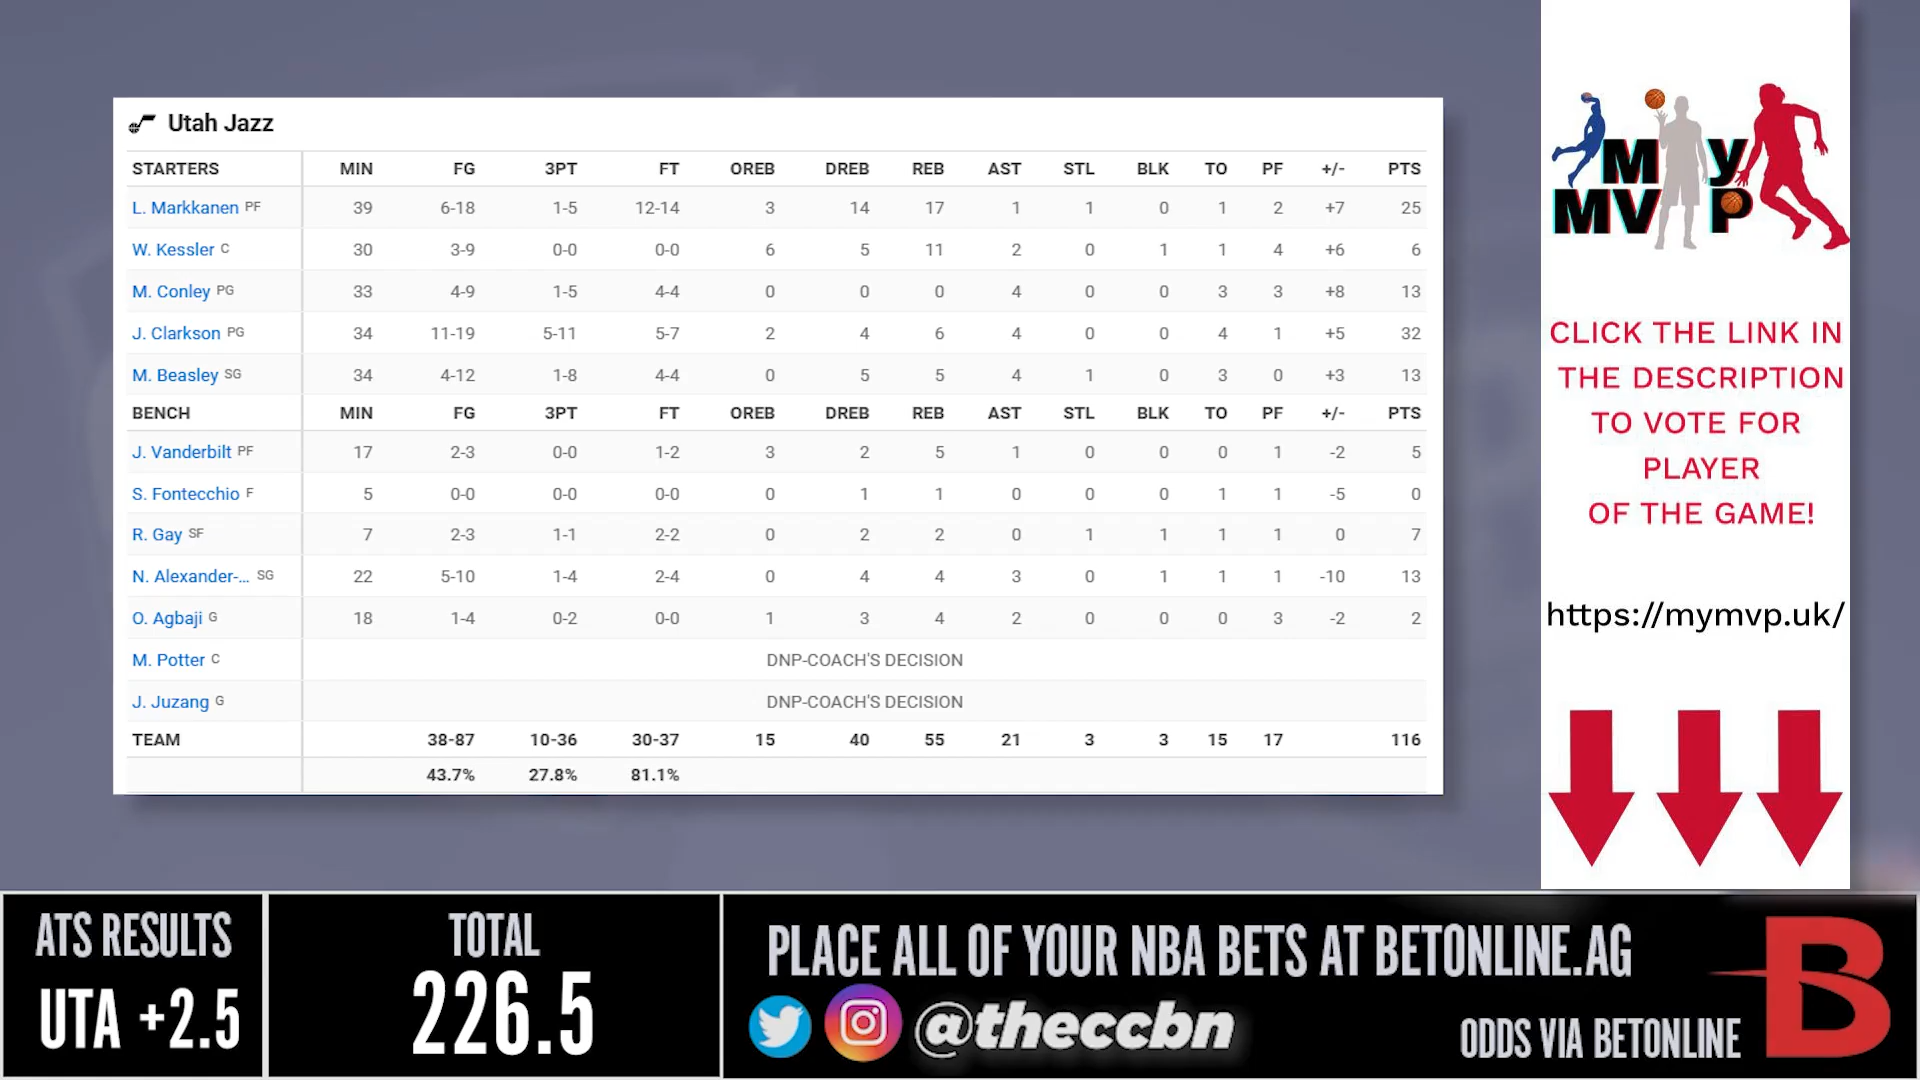 Utah Jazz
STARTERS MIN FG 3PT FT OREB DREB REB AST STL BLK TO PF +/- PTS
L. Markkanen PF 39 6-18 1-5 12-14 3 14 17 1 1 0 1 2 +7 25
W. Kessler C 30 3-9 0-0 0-0 6 5 11 2 0 1 1 4 +6 6
M. Conley PG 33 4-9 1-5 4-4 0 0 0 4 0 0 3 3 +8 13
J. Clarkson PG 34 11-19 5-11 5-7 2 4 6 4 0 0 4 1 +5 32
M. Beasley SG 34 4-12 1-8 4-4 0 5 5 4 1 0 3 0 +3 13
BENCH MIN FG 3PT FT OREB DREB REB AST STL BLK TO PF +/- PTS
J. Vanderbilt PF 17 2-3 0-0 1-2 3 2 5 1 0 0 0 1 -2 5
S. Fontecchio F 5 0-0 0-0 0-0 0 1 1 0 0 0 1 1 -5 0
R. Gay SF 7 2-3 1-1 2-2 0 2 2 0 1 1 1 1 0 7
N. Alexander-... SG 22 5-10 1-4 2-4 0 4 4 3 0 1 1 1 -10 13
O. Agbaji G 18 1-4 0-2 0-0 1 3 4 2 0 0 0 3 -2 2
M. Potter C DNP-COACH'S DECISION
J. Juzang G DNP-COACH'S DECISION
TEAM 38-87 10-36 30-37 15 40 55 21 3 3 15 17 116
43.7% 27.8% 81.1%
My
MVP
CLICK THE LINK IN
THE DESCRIPTION
TO VOTE FOR
PLAYER
OF THE GAME!
https://mymvp.uk/
ATS RESULTS
UTA +2.5
TOTAL
226.5
PLACE ALL OF YOUR NBA BETS AT BETONLINE.AG
@theccbn
ODDS VIA BETONLINE
B